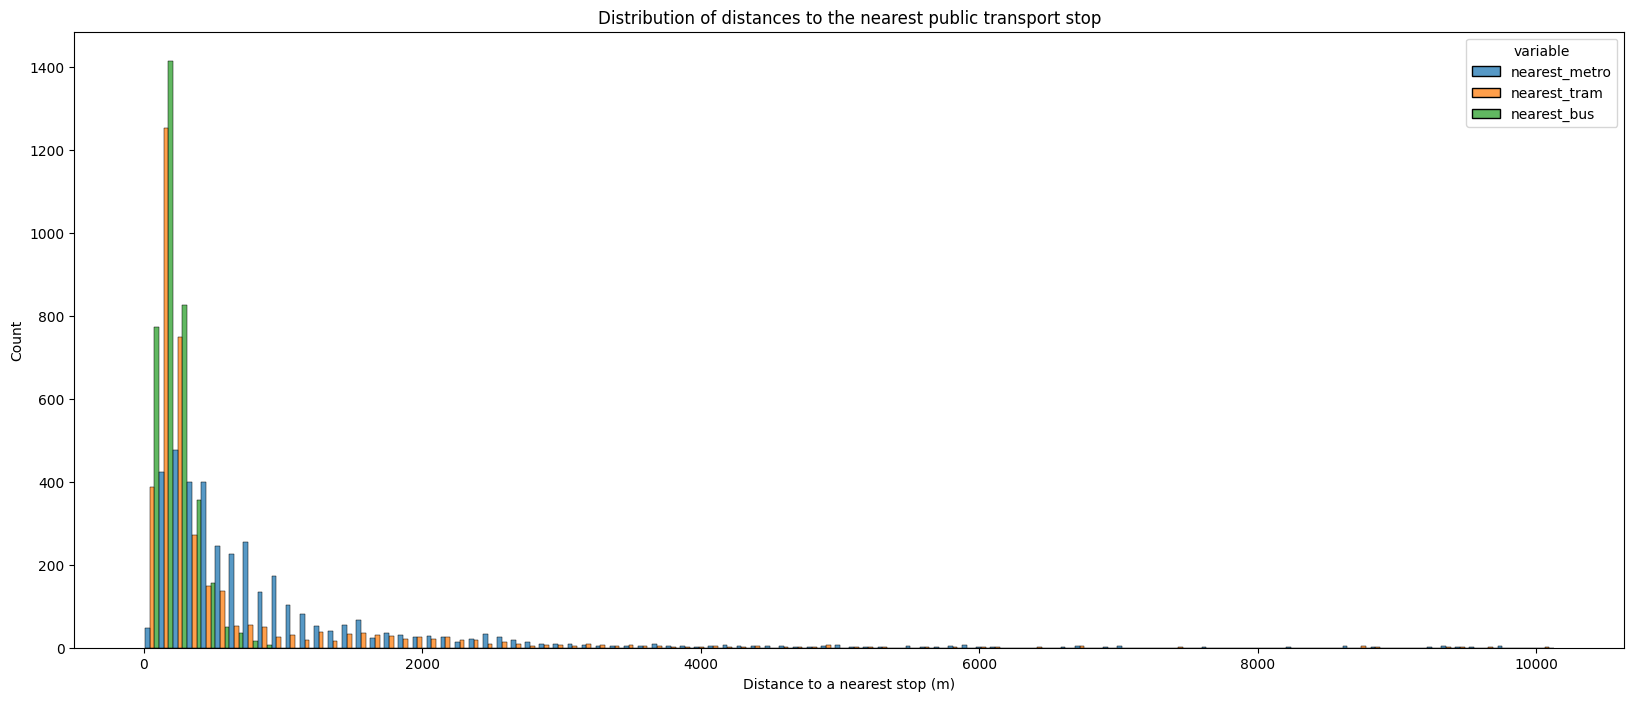 Distribution of distances to the nearest public transport stop
variable
nearest_metro
nearest_tram
nearest_bus
1400
1200
1000
800
600
400
200
0
Count
0 2000 4000 6000 8000 10000
Distance to a nearest stop (m)